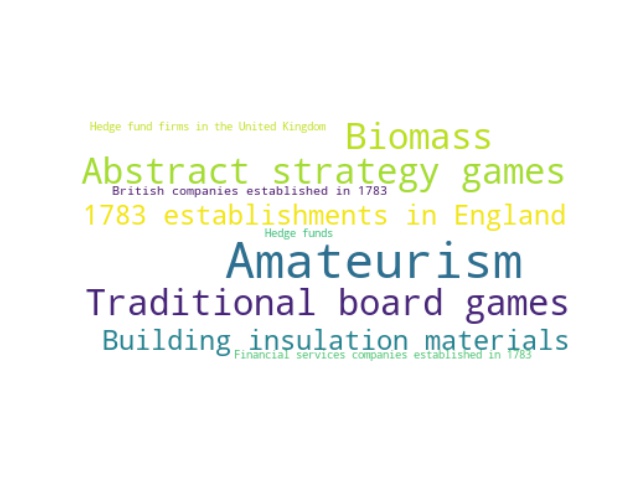 Hedge fund firms in the United Kingdom
Biomass
Abstract strategy games
British companies established in 1783
1783 establishments in England
Hedge funds
Amateurism
Traditional board games
Building insulation materials
Financial services companies established in 1783